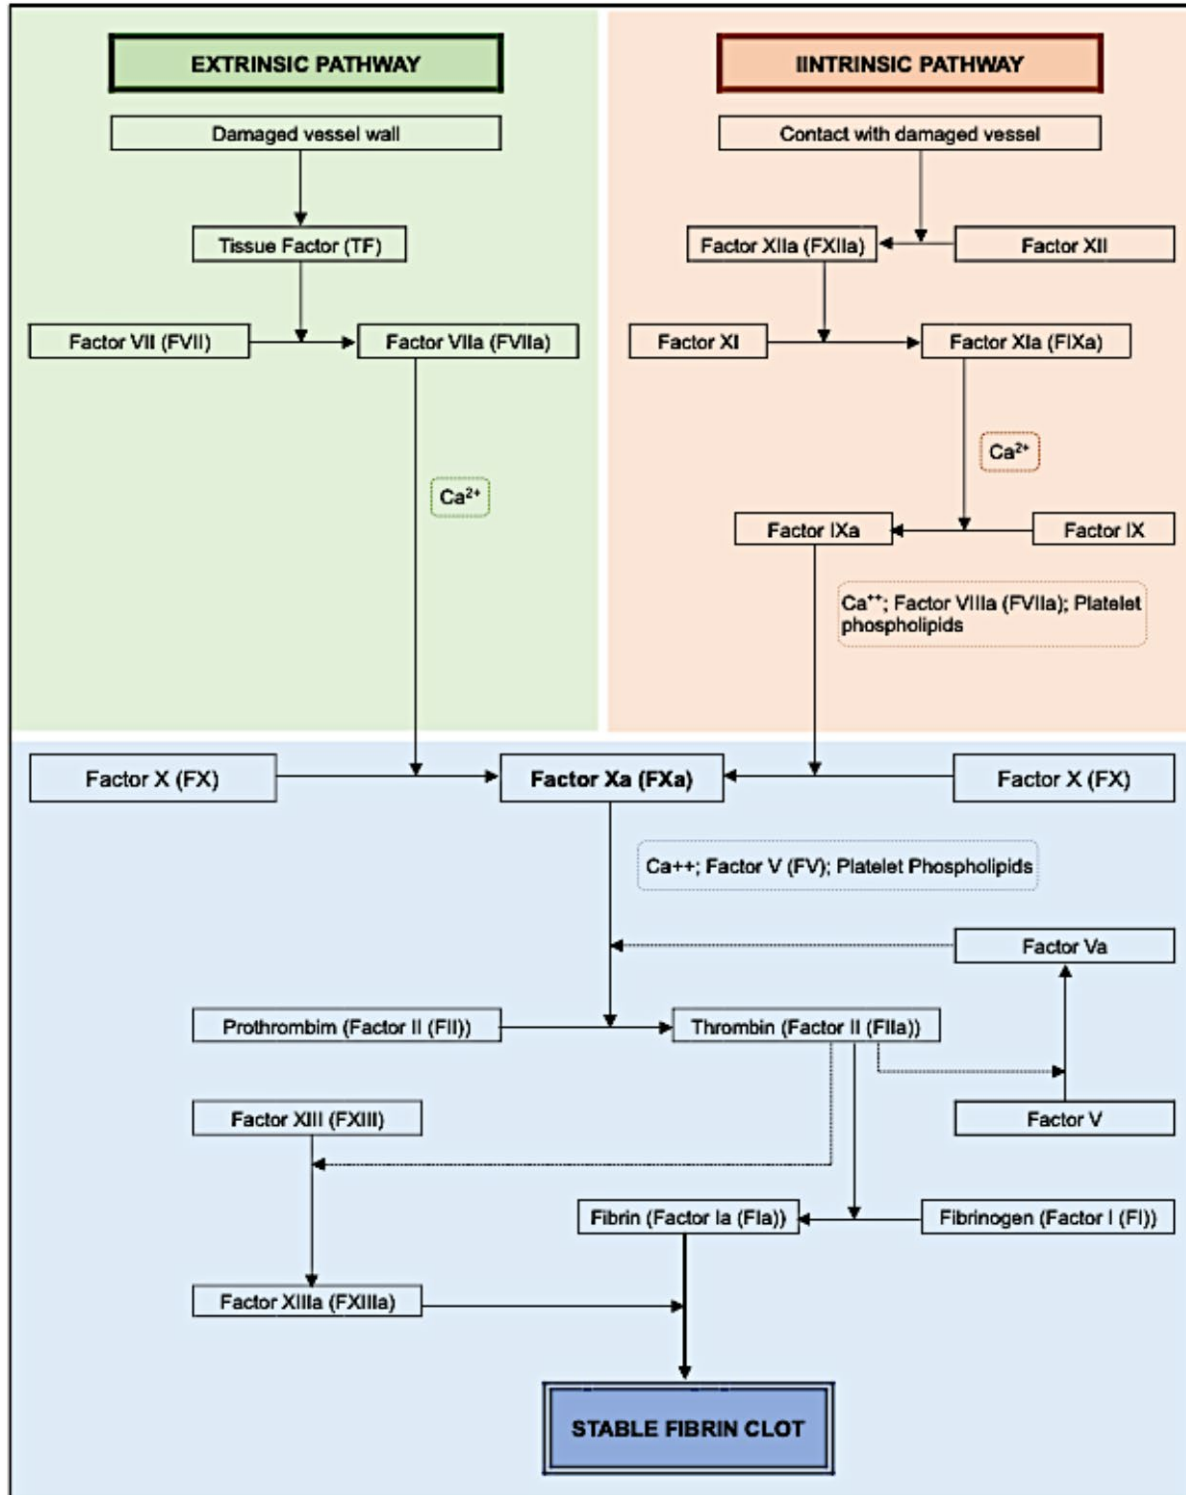 EXTRINSIC PATHWAY
Damaged vessel wall
Tissue Factor (TF)
Factor VII (FVII)
Factor VIIa (FVIIa)
Ca²⁺
IINTRINSIC PATHWAY
Contact with damaged vessel
Factor XIIa (FXIIa)
Factor XII
Factor XI
Factor XIa (FIXa)
Ca²⁺
Factor IXa
Factor IX
Ca⁺⁺; Factor VIIIa (FVIIa); Platelet
phospholipids
Factor X (FX)
Factor Xa (FXa)
Factor X (FX)
Ca++; Factor V (FV); Platelet Phospholipids
Factor Va
Prothrombim (Factor II (FII))
Thrombin (Factor II (FIIa))
Factor XIII (FXIII)
Factor V
Fibrin (Factor Ia (FIa))
Fibrinogen (Factor I (FI))
Factor XIIIa (FXIIIa)
STABLE FIBRIN CLOT